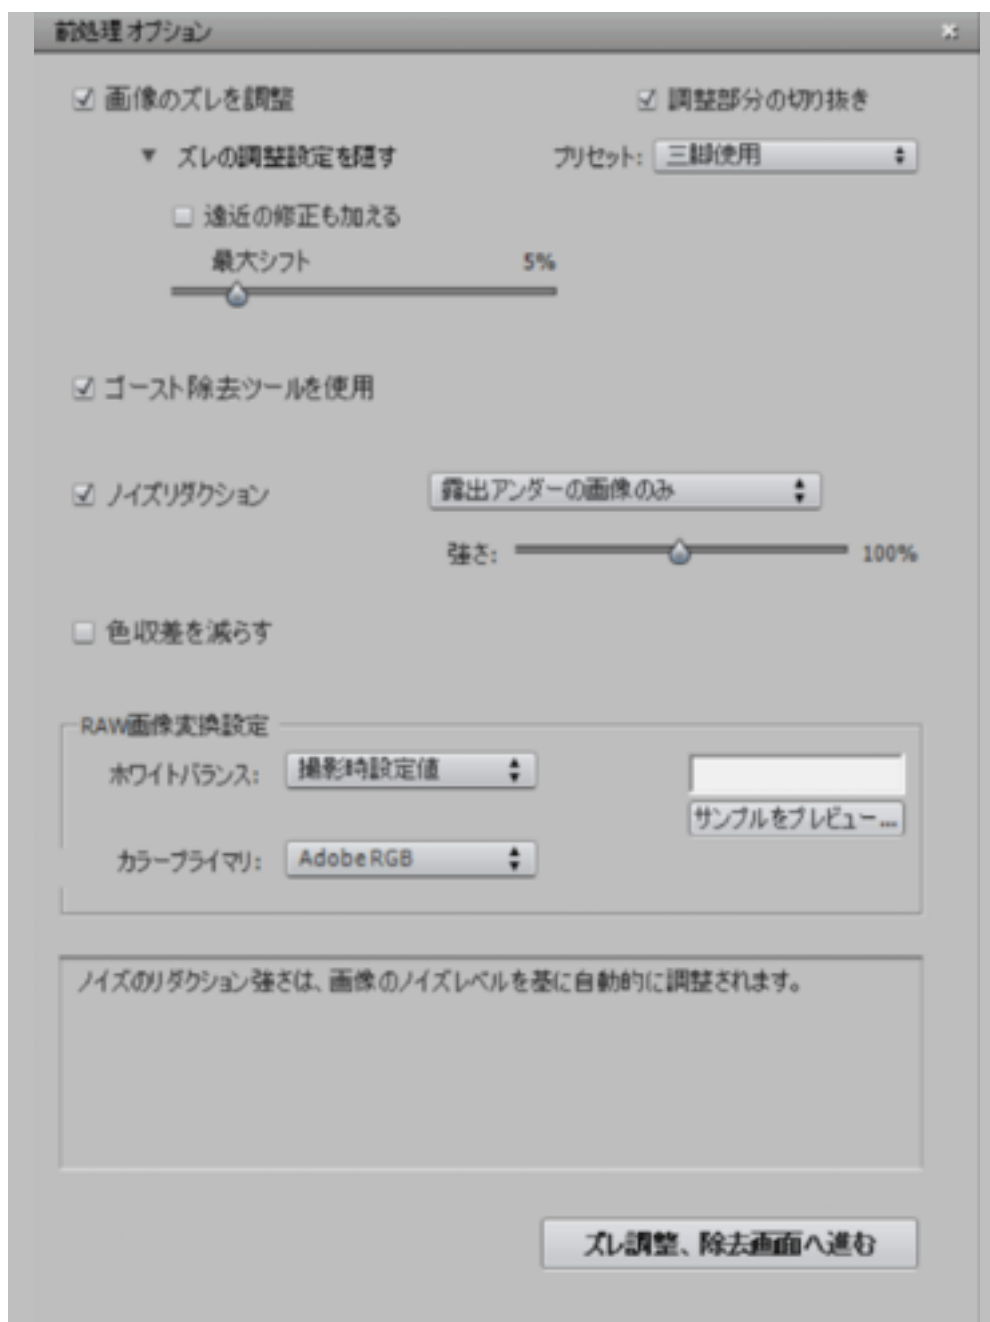 前処理オプション
画像のズレを調整
調整部分の切り抜き
ズレの調整設定を隠す
プリセット: 三脚使用
遠近の修正も加える
最大シフト 5%
ゴースト除去ツールを使用
ノイズリダクション 露出アンダーの画像のみ
強さ: 100%
色収差を減らす
RAW画像変換設定
ホワイトバランス: 撮影時設定値
サンプルをプレビュー...
カラープライマリ: Adobe RGB
ノイズのリダクション強さは、画像のノイズレベルを基に自動的に調整されます。
ズレ調整、除去画面へ進む